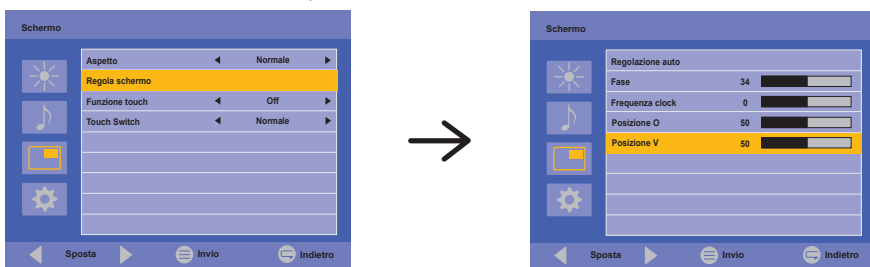 Schermo
Aspetto Normale
Regola schermo
Funzione touch Off
Touch Switch Normale
Sposta Invio Indietro
Schermo
Regolazione auto
Fase 34
Frequenza clock 0
Posizione O 50
Posizione V 50
Sposta Invio Indietro